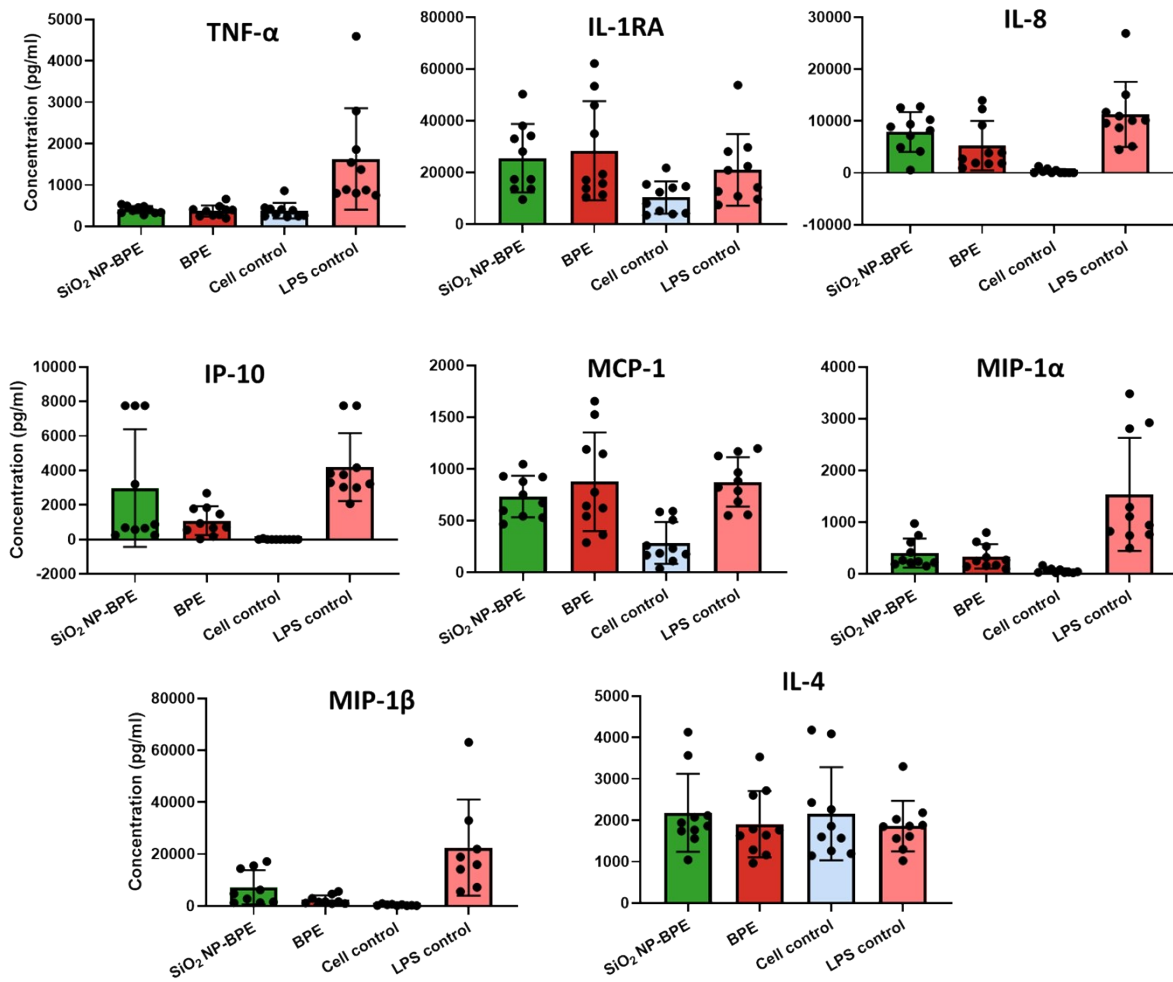 TNF-α
Concentration (pg/ml)
5000
4000
3000
2000
1000
0
SiO₂ NP-BPE
BPE
Cell control
LPS control
IL-1RA
80000
60000
40000
20000
0
SiO₂ NP-BPE
BPE
Cell control
LPS control
IL-8
30000
20000
10000
0
-10000
SiO₂ NP-BPE
BPE
Cell control
LPS control
IP-10
Concentration (pg/ml)
10000
8000
6000
4000
2000
0
-2000
SiO₂ NP-BPE
BPE
Cell control
LPS control
MCP-1
2000
1500
1000
500
0
SiO₂ NP-BPE
BPE
Cell control
LPS control
MIP-1α
4000
3000
2000
1000
0
SiO₂ NP-BPE
BPE
Cell control
LPS control
MIP-1β
Concentration (pg/ml)
80000
60000
40000
20000
0
SiO₂ NP-BPE
BPE
Cell control
LPS control
IL-4
5000
4000
3000
2000
1000
0
SiO₂ NP-BPE
BPE
Cell control
LPS control